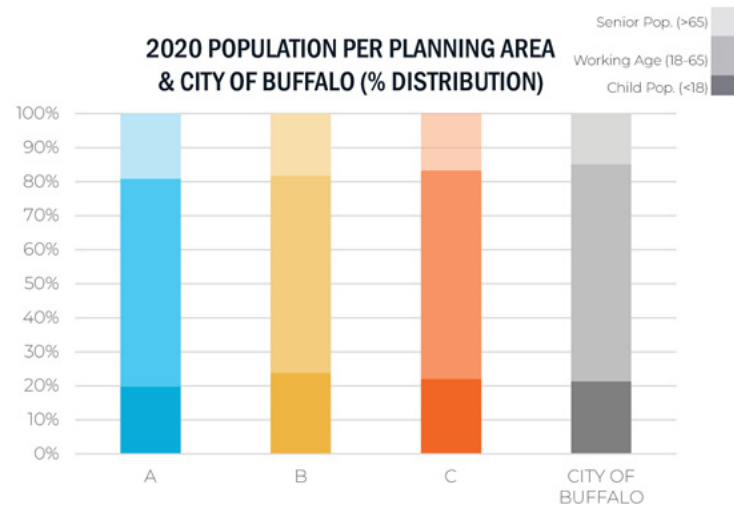 2020 POPULATION PER PLANNING AREA
& CITY OF BUFFALO (% DISTRIBUTION)
Senior Pop. (>65)
Working Age (18-65)
Child Pop. (<18)
100%
90%
80%
70%
60%
50%
40%
30%
20%
10%
0%
A
B
C
CITY OF
BUFFALO